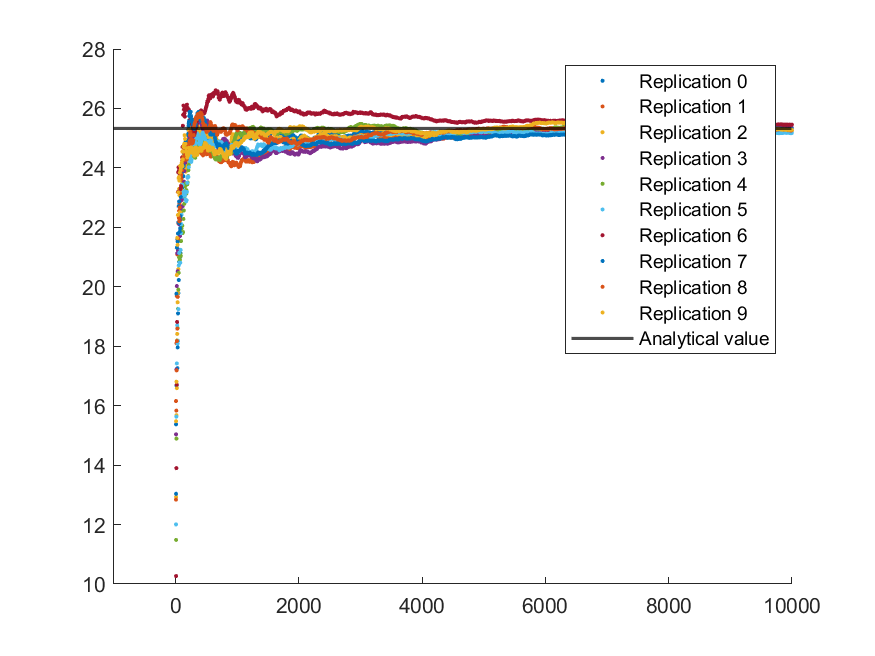 28
26
24
22
20
18
16
14
12
10
0
2000
4000
6000
8000
10000
Replication 0
Replication 1
Replication 2
Replication 3
Replication 4
Replication 5
Replication 6
Replication 7
Replication 8
Replication 9
Analytical value